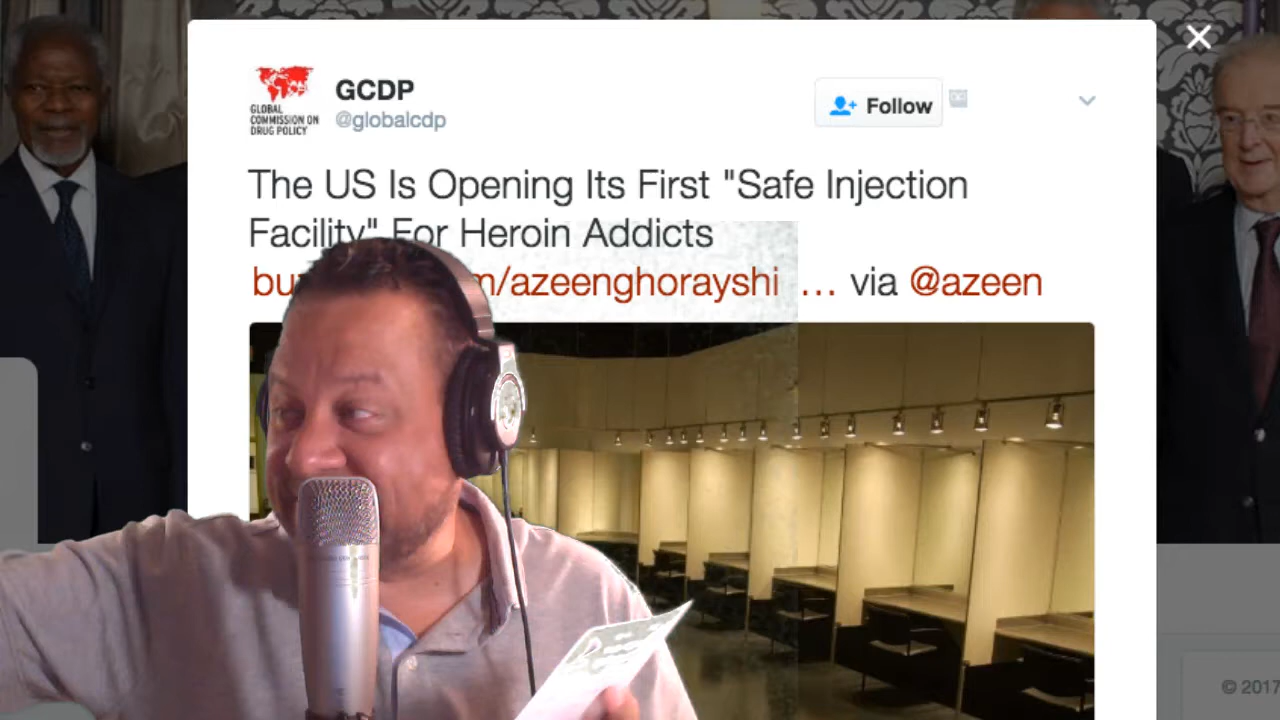 GCDP
@globalcdp
GLOBAL
COMMISSION ON
DRUG POLICY
Follow
The US Is Opening Its First "Safe Injection
Facility" For Heroin Addicts
bu
m/azeenghorayshi … via @azeen
© 2017